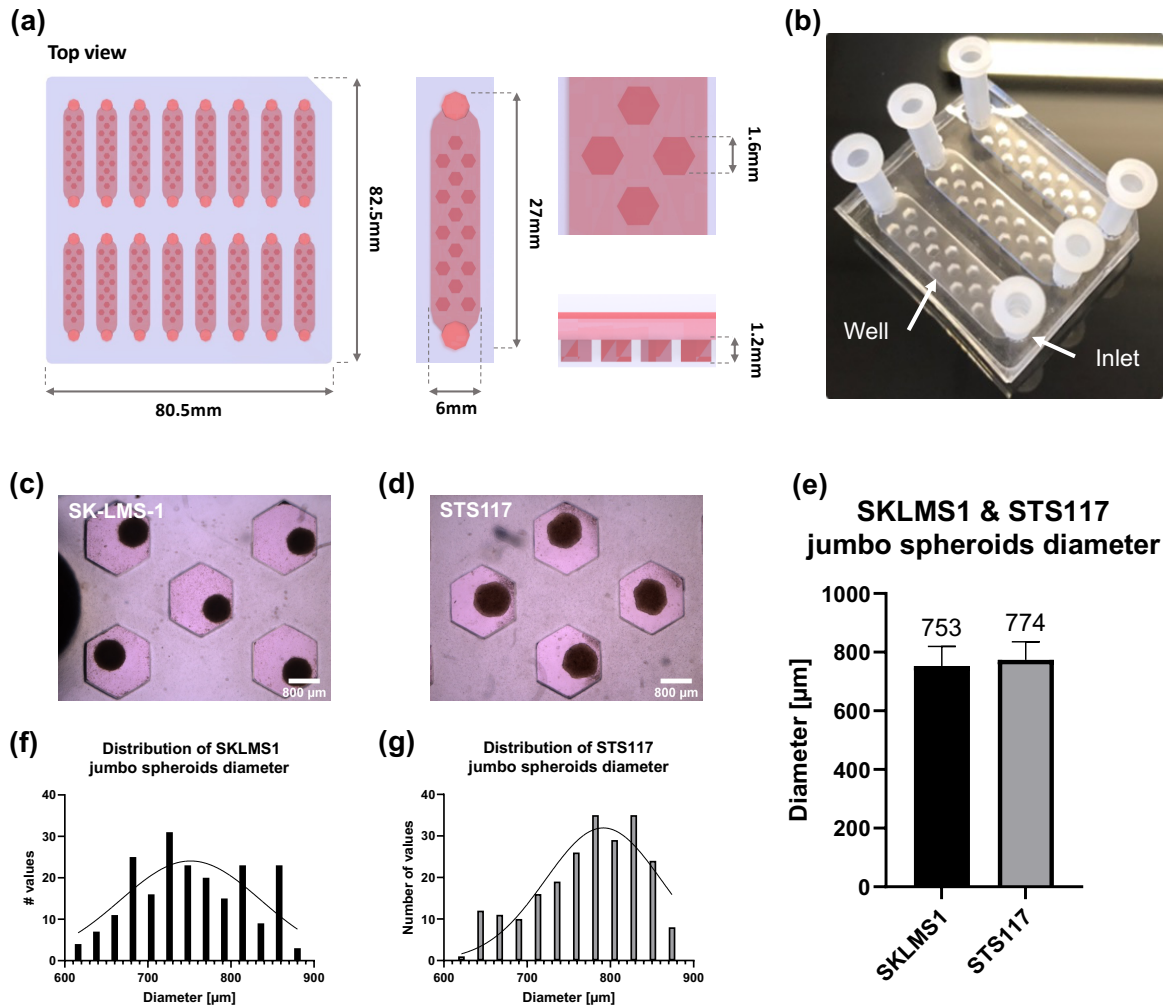 (a)
Top view
82.5mm
80.5mm
27mm
6mm
1.6mm
1.2mm
(b)
Well
Inlet
(c)
SK-LMS-1
800 µm
(d)
STS117
800 µm
(e)
SKLMS1 & STS117
jumbo spheroids diameter
Diameter [µm]
1000
800
600
400
200
0
753
774
SKLMS1
STS117
(f)
Distribution of SKLMS1
jumbo spheroids diameter
# values
40
30
20
10
0
600
700
800
900
Diameter [µm]
(g)
Distribution of STS117
jumbo spheroids diameter
Number of values
40
30
20
10
0
600
700
800
900
Diameter [µm]